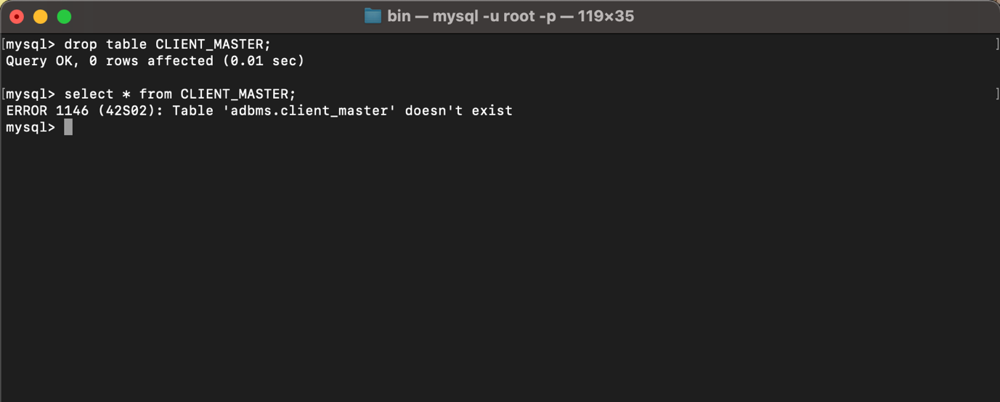 bin — mysql -u root -p — 119×35
[mysql> drop table CLIENT_MASTER; ]
Query OK, 0 rows affected (0.01 sec)
[mysql> select * from CLIENT_MASTER; ]
ERROR 1146 (42S02): Table 'adbms.client_master' doesn't exist
mysql>